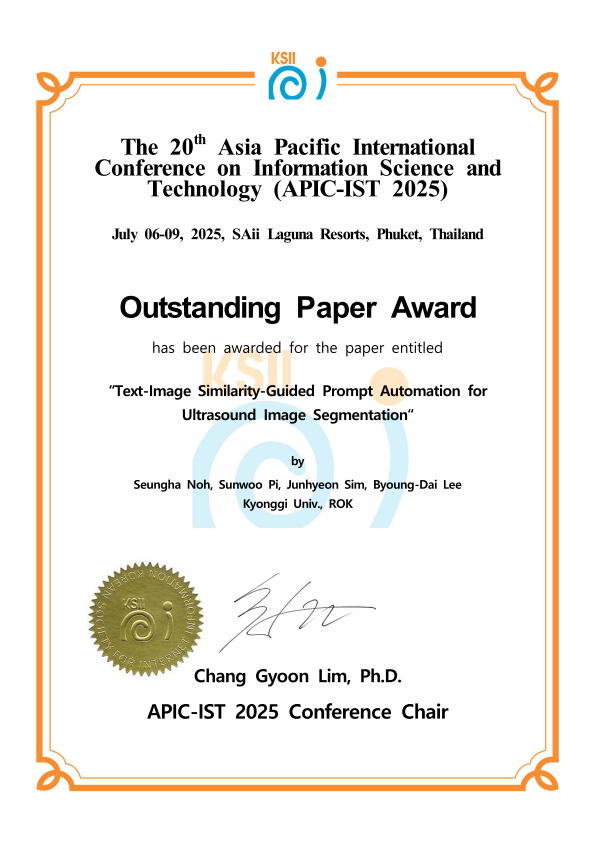 KSII
The 20th Asia Pacific International
Conference on Information Science and
Technology (APIC-IST 2025)
July 06-09, 2025, SAii Laguna Resorts, Phuket, Thailand
Outstanding Paper Award
has been awarded for the paper entitled
KSII
“Text-Image Similarity-Guided Prompt Automation for
Ultrasound Image Segmentation“
by
Seungha Noh, Sunwoo Pi, Junhyeon Sim, Byoung-Dai Lee
Kyonggi Univ., ROK
KOREAN SOCIETY FOR INTERNET INFORMATION
KSII
Chang Gyoon Lim, Ph.D.
APIC-IST 2025 Conference Chair